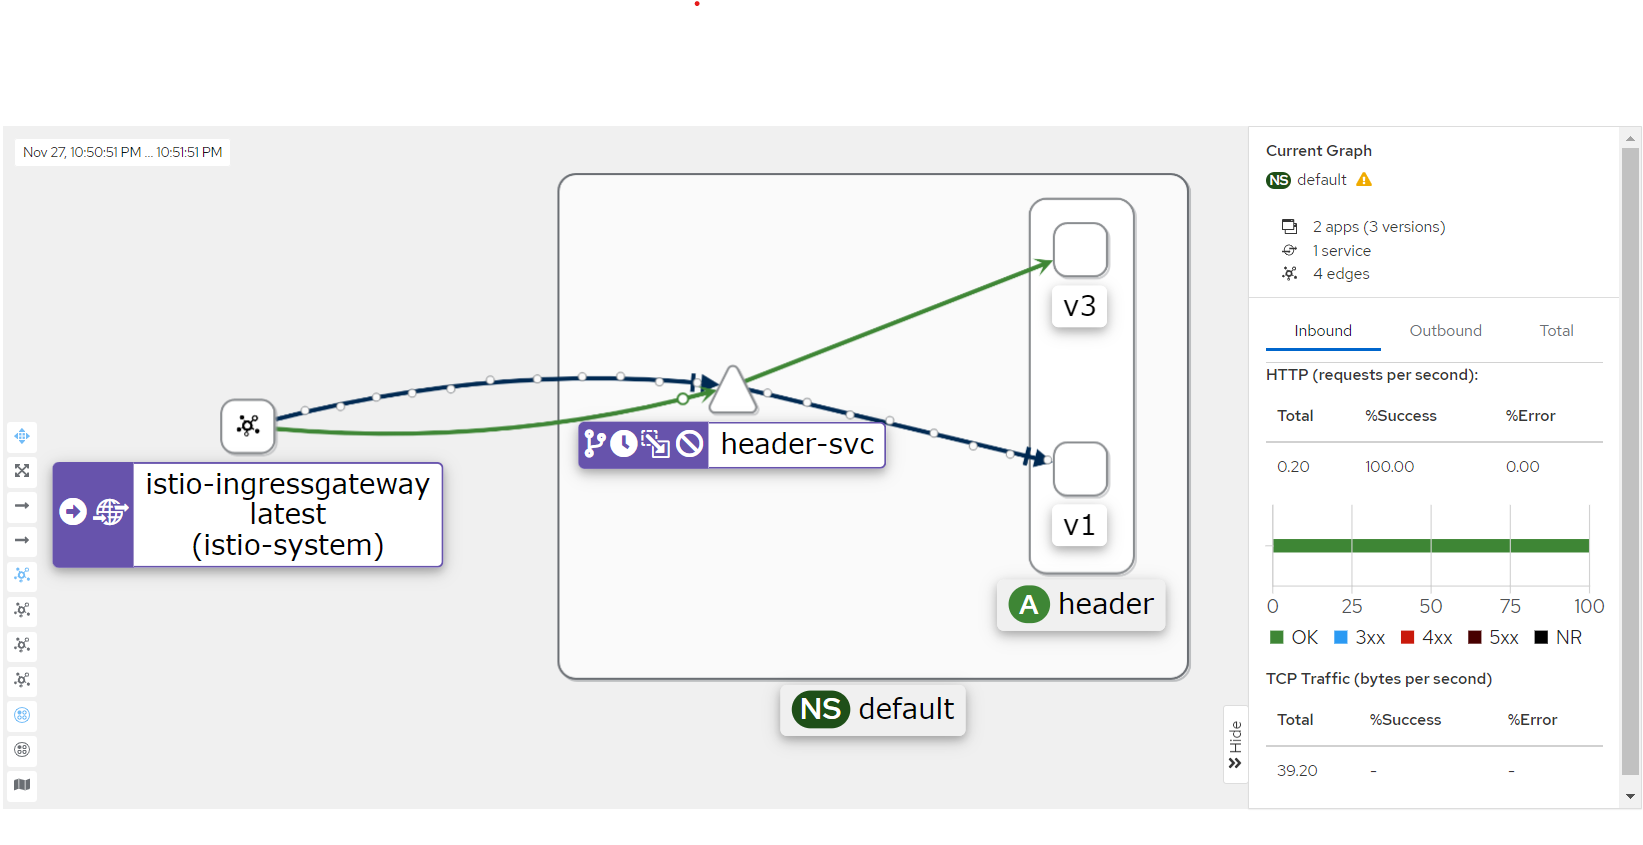 Nov 27, 10:50:51 PM ... 10:51:51 PM
istio-ingressgateway
latest
(istio-system)
header-svc
v3
v1
A header
NS default
Current Graph
NS default
2 apps (3 versions)
1 service
4 edges
Inbound Outbound Total
HTTP (requests per second):
Total %Success %Error
0.20 100.00 0.00
0 25 50 75 100
OK 3xx 4xx 5xx NR
TCP Traffic (bytes per second)
Total %Success %Error
39.20 - -
Hide